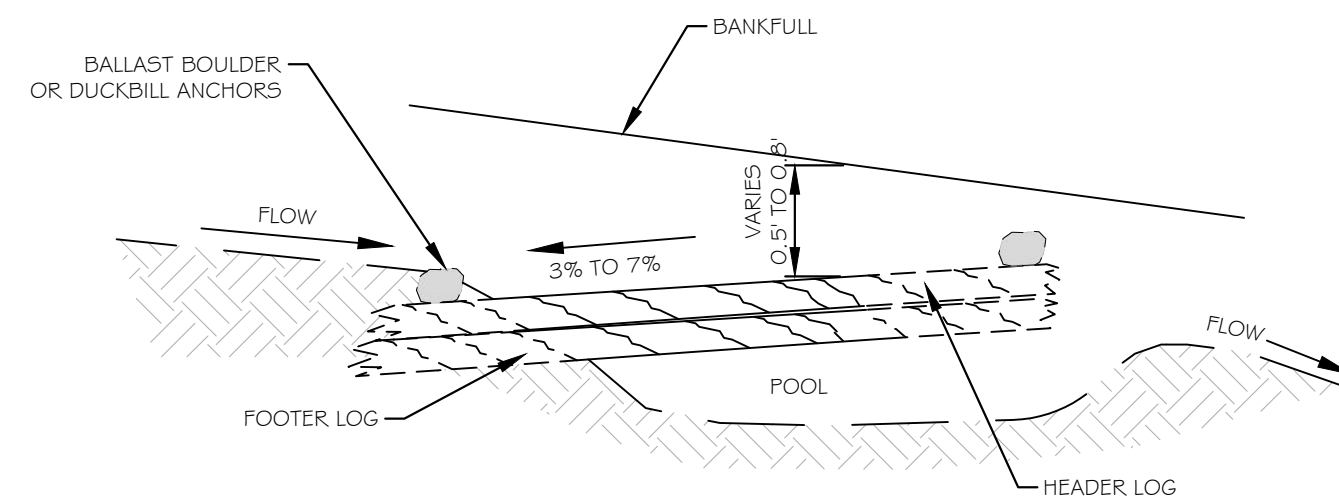 BANKFULL
BALLAST BOULDER
OR DUCKBILL ANCHORS
VARIES
0.5' TO 0.8'
FLOW
3% TO 7%
FLOW
POOL
FOOTER LOG
HEADER LOG